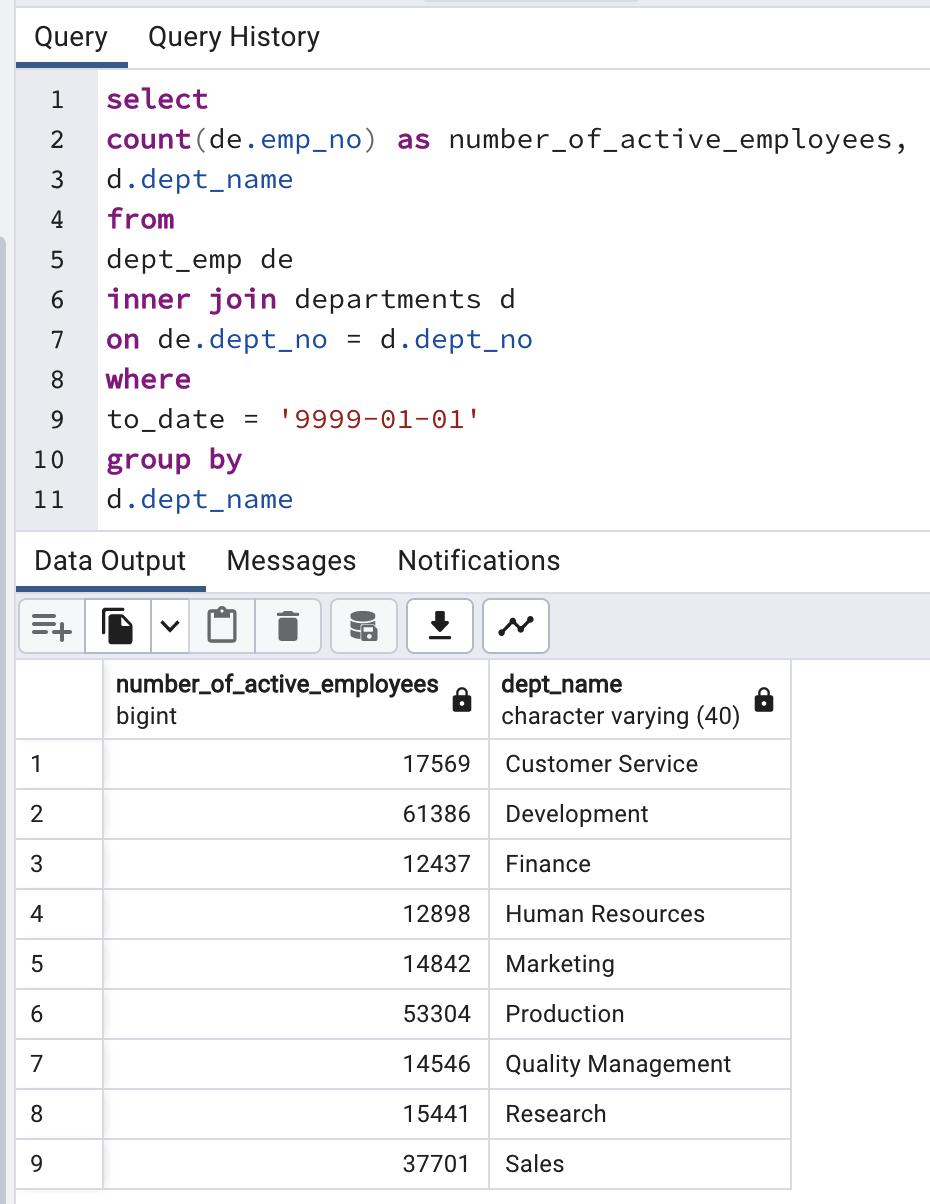 Query Query History
1 select
2 count(de.emp_no) as number_of_active_employees,
3 d.dept_name
4 from
5 dept_emp de
6 inner join departments d
7 on de.dept_no = d.dept_no
8 where
9 to_date = '9999-01-01'
10 group by
11 d.dept_name
Data Output Messages Notifications
number_of_active_employees dept_name
bigint character varying (40)
1 17569 Customer Service
2 61386 Development
3 12437 Finance
4 12898 Human Resources
5 14842 Marketing
6 53304 Production
7 14546 Quality Management
8 15441 Research
9 37701 Sales